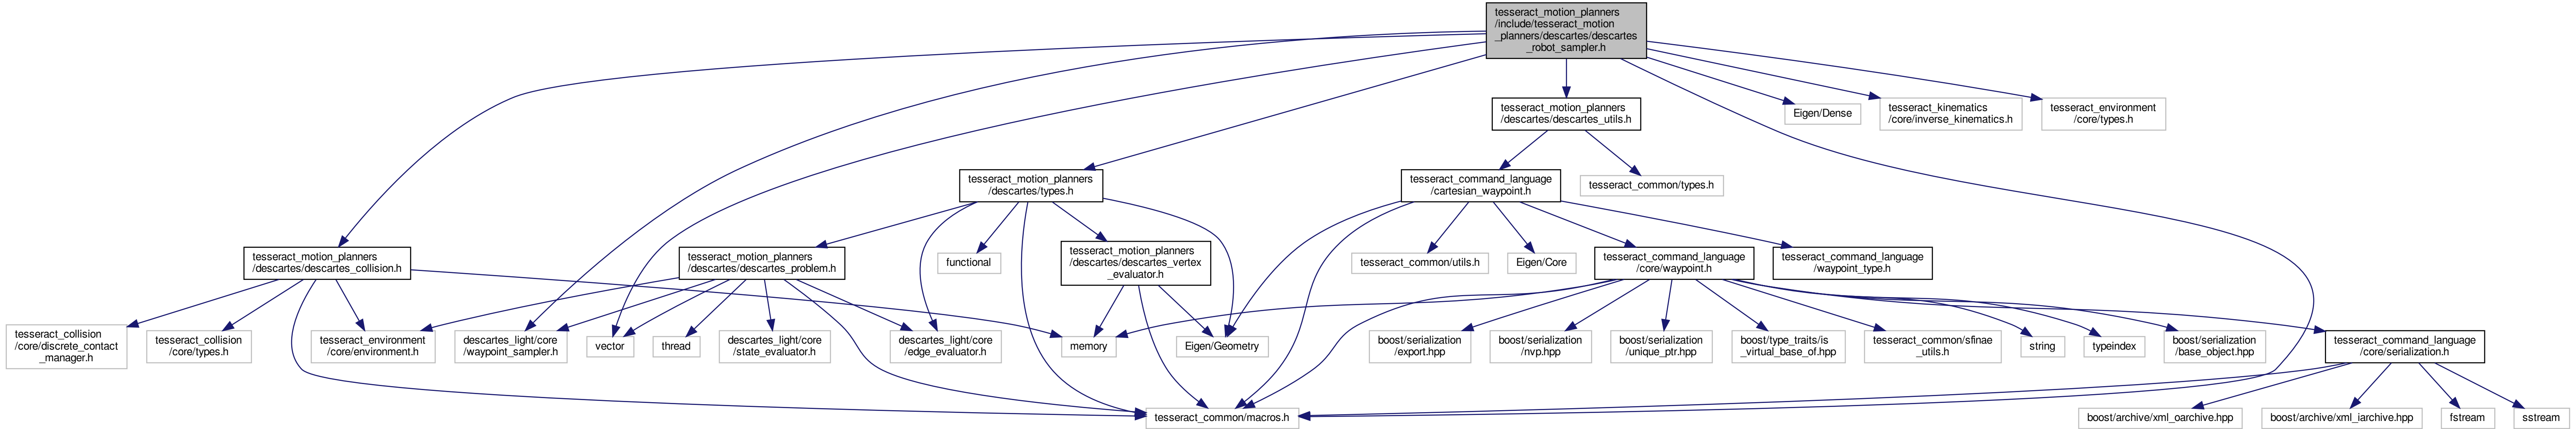 tesseract_motion_planners
/include/tesseract_motion
_planners/descartes/descartes
_robot_sampler.h
tesseract_motion_planners
/descartes/descartes_utils.h
Eigen/Dense
tesseract_kinematics
/core/inverse_kinematics.h
tesseract_environment
/core/types.h
tesseract_motion_planners
/descartes/types.h
tesseract_command_language
/cartesian_waypoint.h
tesseract_common/types.h
tesseract_motion_planners
/descartes/descartes_collision.h
tesseract_motion_planners
/descartes/descartes_problem.h
functional
tesseract_motion_planners
/descartes/descartes_vertex
_evaluator.h
tesseract_common/utils.h
Eigen/Core
tesseract_command_language
/core/waypoint.h
tesseract_command_language
/waypoint_type.h
tesseract_collision
/core/discrete_contact
_manager.h
tesseract_collision
/core/types.h
tesseract_environment
/core/environment.h
descartes_light/core
/waypoint_sampler.h
vector
thread
descartes_light/core
/state_evaluator.h
descartes_light/core
/edge_evaluator.h
memory
Eigen/Geometry
boost/serialization
/export.hpp
boost/serialization
/nvp.hpp
boost/serialization
/unique_ptr.hpp
boost/type_traits/is
_virtual_base_of.hpp
tesseract_common/sfinae
_utils.h
string
typeindex
boost/serialization
/base_object.hpp
tesseract_command_language
/core/serialization.h
tesseract_common/macros.h
boost/archive/xml_oarchive.hpp
boost/archive/xml_iarchive.hpp
fstream
sstream